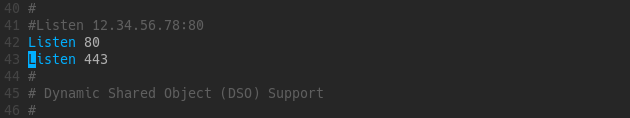 40 #
41 #Listen 12.34.56.78:80
42 Listen 80
43 Listen 443
44 #
45 # Dynamic Shared Object (DSO) Support
46 #